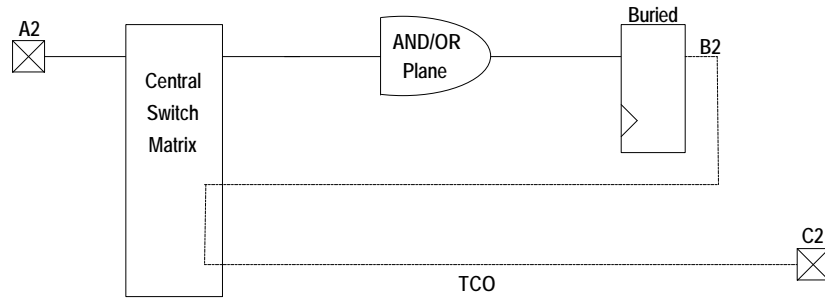 Buried
A2
AND/OR
Plane
B2
Central
Switch
Matrix
C2
TCO